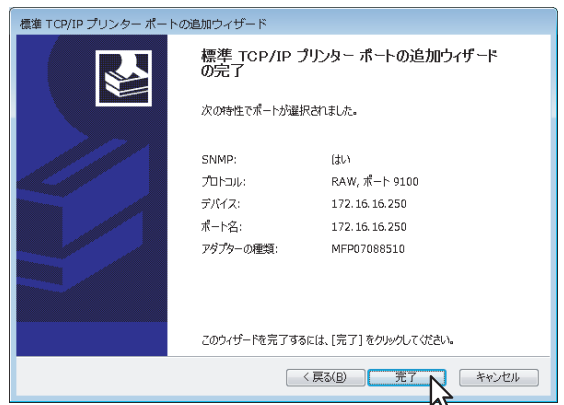 標準 TCP/IP プリンター ポートの追加ウィザード
標準 TCP/IP プリンター ポートの追加ウィザード
の完了
次の特性でポートが選択されました。
SNMP: はい
プロトコル: RAW, ポート 9100
デバイス: 172.16.16.250
ポート名: 172.16.16.250
アダプターの種類: MFP07088510
このウィザードを完了するには、[完了] をクリックしてください。
< 戻る(B) 完了 キャンセル